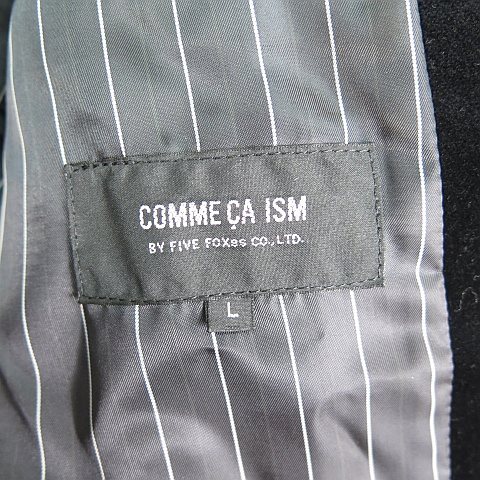 COMME ÇA ISM
BY FIVE FOXes CO.,LTD.
L